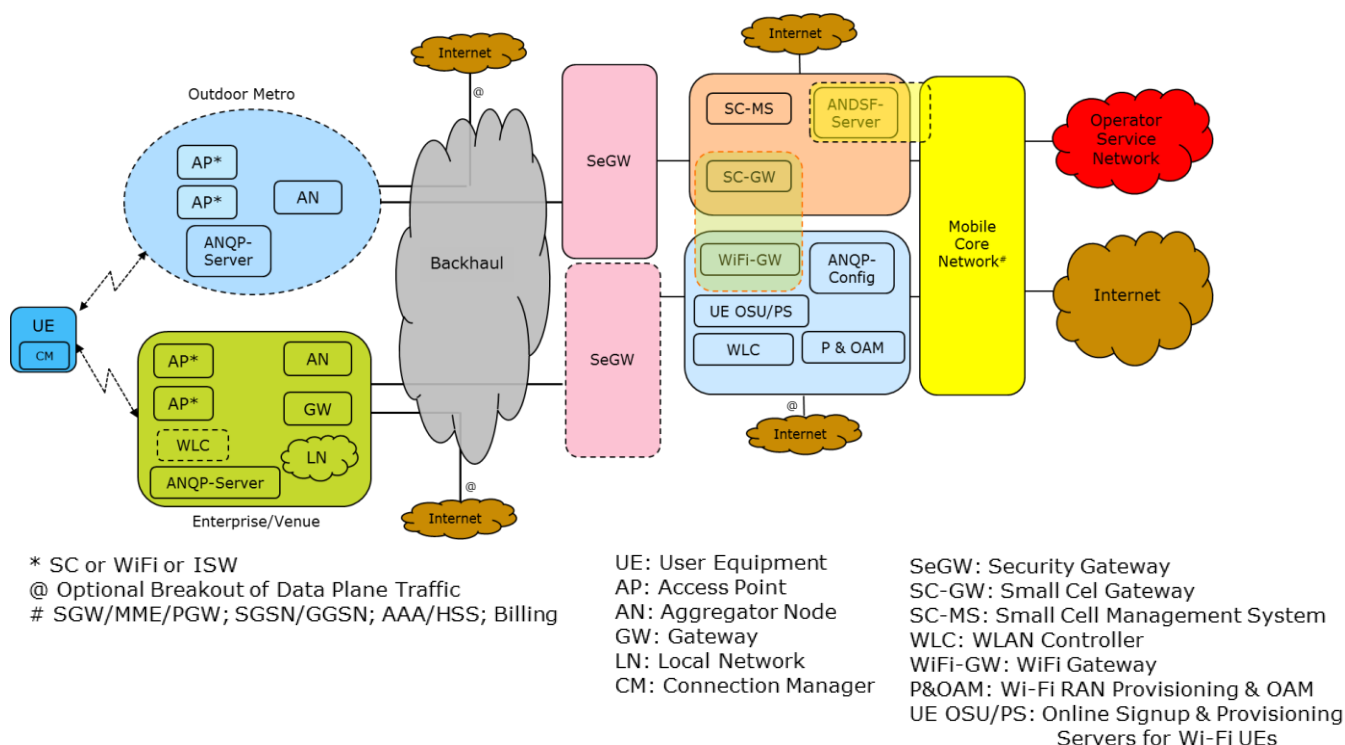 Internet
Internet
Outdoor Metro
@
SC-MS
ANDSF-
Server
Operator
Service
Network
AP*
AP*
AN
SeGW
SC-GW
ANQP-
Server
Backhaul
Mobile
Core
Network#
WiFi-GW
ANQP-
Config
Internet
UE
CM
UE OSU/PS
WLC
P & OAM
AP*
AN
SeGW
AP*
GW
@
Internet
WLC
LN
ANQP-Server
@
Internet
Enterprise/Venue
* SC or WiFi or ISW
@ Optional Breakout of Data Plane Traffic
# SGW/MME/PGW; SGSN/GGSN; AAA/HSS; Billing
UE: User Equipment
AP: Access Point
AN: Aggregator Node
GW: Gateway
LN: Local Network
CM: Connection Manager
SeGW: Security Gateway
SC-GW: Small Cel Gateway
SC-MS: Small Cell Management System
WLC: WLAN Controller
WiFi-GW: WiFi Gateway
P&OAM: Wi-Fi RAN Provisioning & OAM
UE OSU/PS: Online Signup & Provisioning
Servers for Wi-Fi UEs